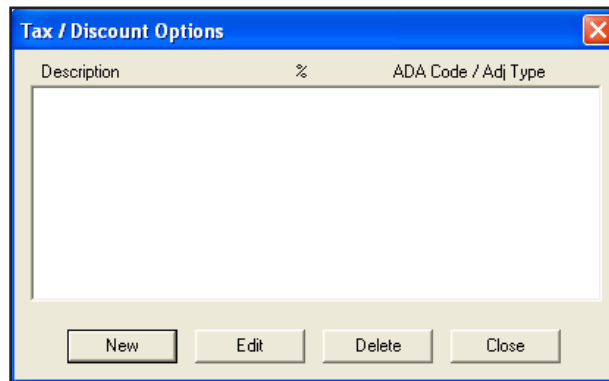 Tax / Discount Options
Description % ADA Code / Adj Type
New Edit Delete Close